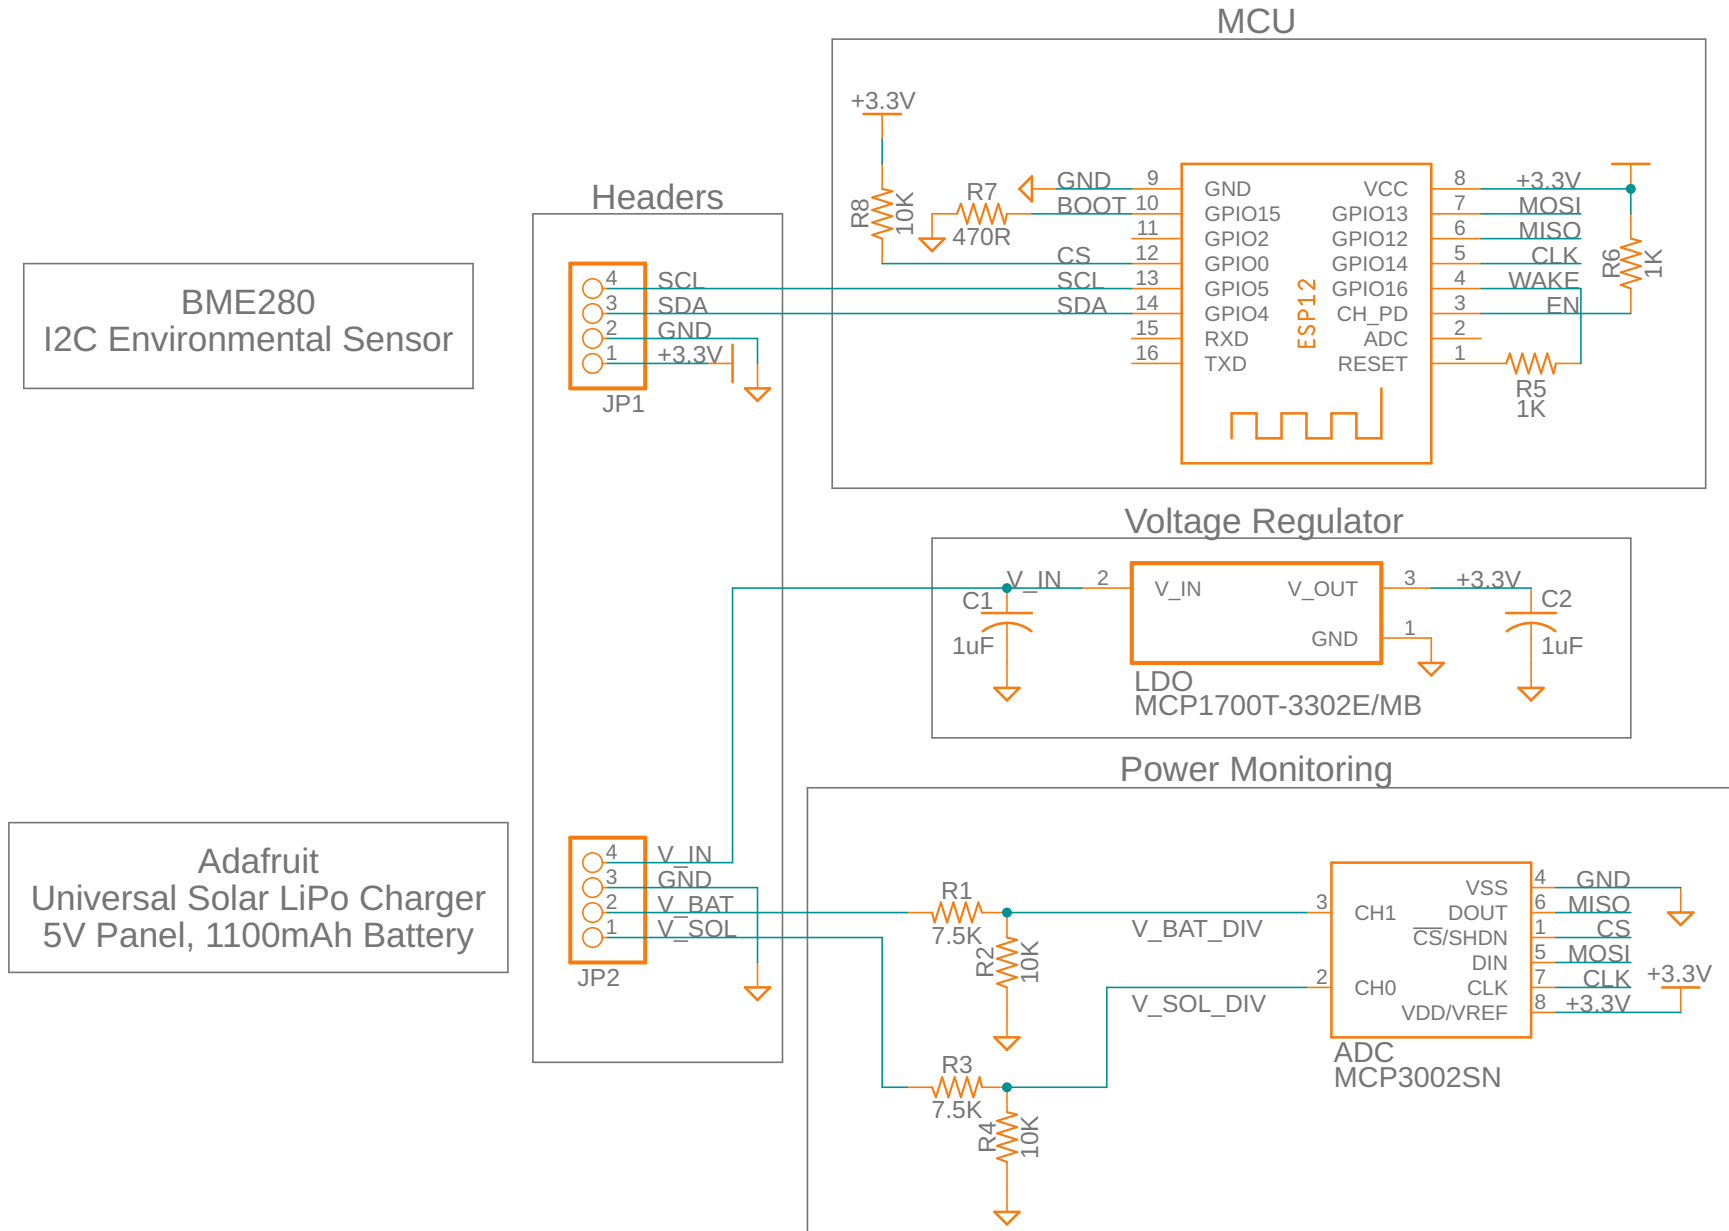 MCU
+3.3V
R8
10K
R7
470R
GND
BOOT
CS
SCL
SDA
9
10
11
12
13
14
15
16
GND
GPIO15
GPIO2
GPIO0
GPIO5
GPIO4
RXD
TXD
ESP12
VCC
GPIO13
GPIO12
GPIO14
GPIO16
CH_PD
ADC
RESET
8
7
6
5
4
3
2
1
+3.3V
MOSI
MISO
CLK
WAKE
EN
R6
1K
R5
1K
Headers
4
3
2
1
SCL
SDA
GND
+3.3V
JP1
BME280
I2C Environmental Sensor
Voltage Regulator
V_IN
C1
1uF
2
V_IN
V_OUT
GND
3
1
+3.3V
C2
1uF
LDO
MCP1700T-3302E/MB
Adafruit
Universal Solar LiPo Charger
5V Panel, 1100mAh Battery
4
3
2
1
V_IN
GND
V_BAT
V_SOL
JP2
Power Monitoring
R1
7.5K
R2
10K
V_BAT_DIV
R3
7.5K
R4
10K
V_SOL_DIV
3
2
CH1
CH0
VSS
DOUT
CS/SHDN
DIN
CLK
VDD/VREF
4
6
1
5
7
8
GND
MISO
CS
MOSI
CLK
+3.3V
+3.3V
ADC
MCP3002SN